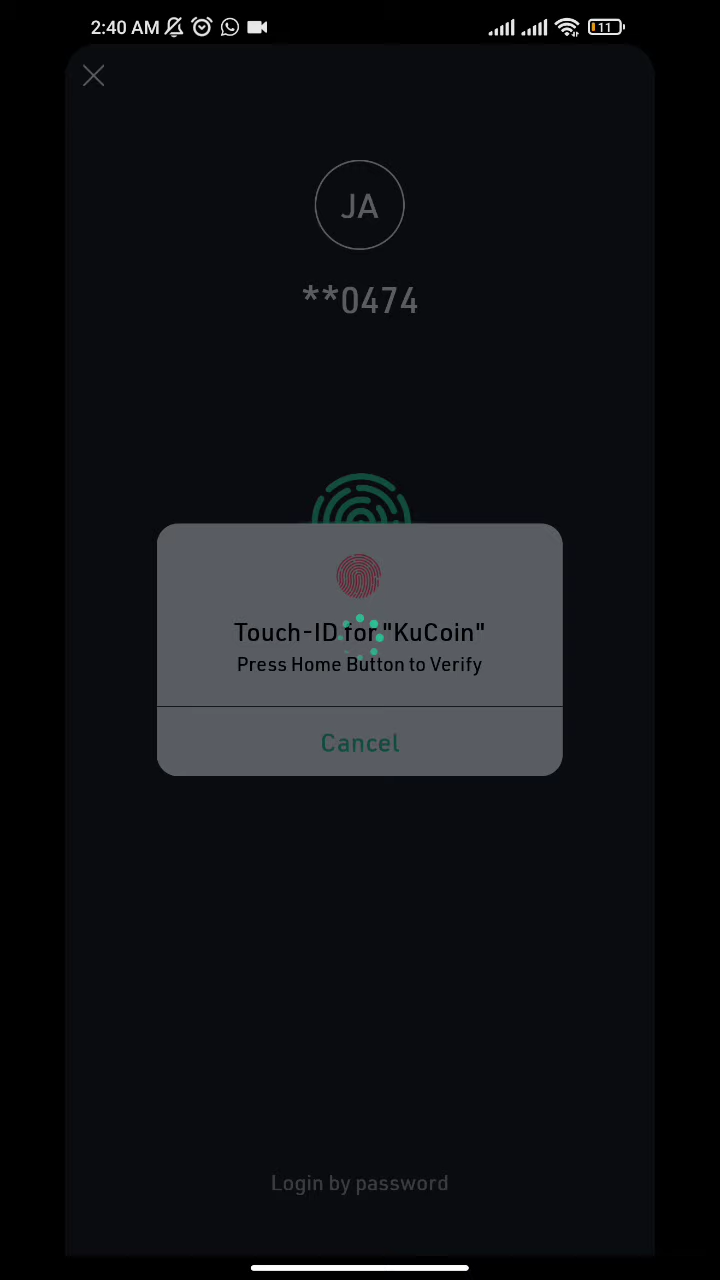 2:40 AM
11
JA
**0474
Touch-ID for "KuCoin"
Press Home Button to Verify
Cancel
Login by password